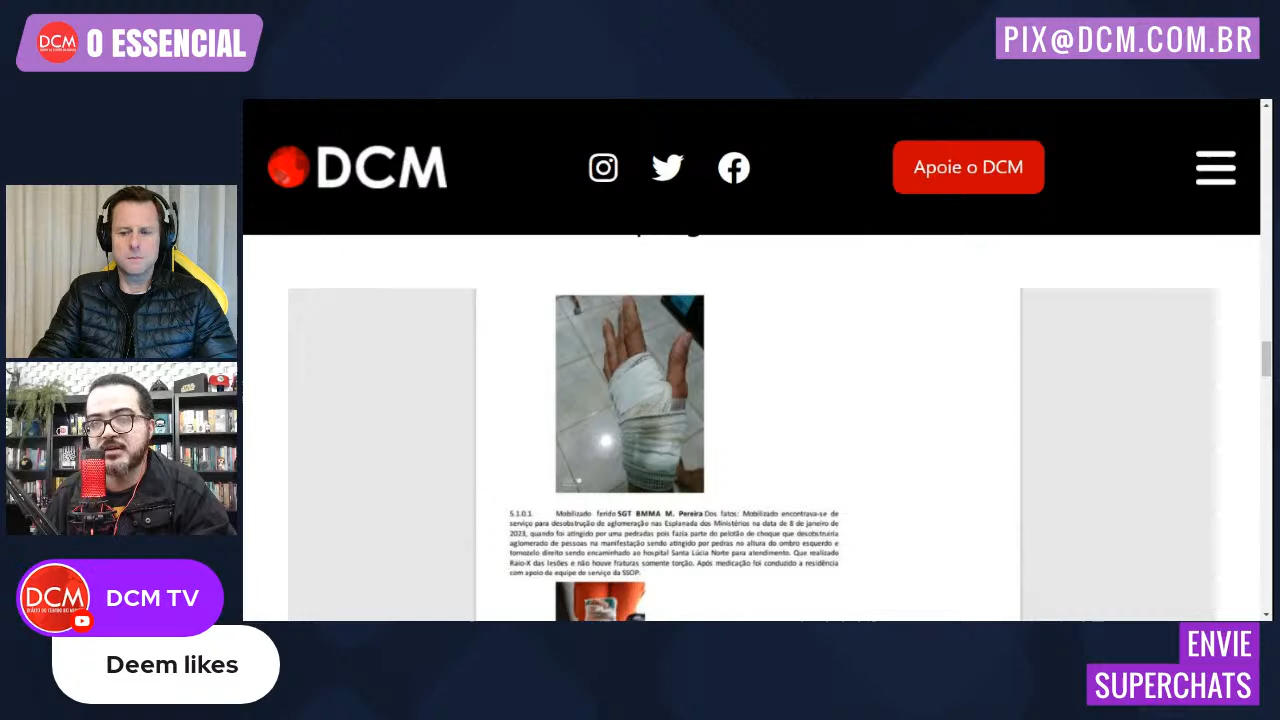 DCM
O ESSENCIAL
PIX@DCM.COM.BR
DCM
Apoie o DCM
5.1.0.1. Mobilizado ferido SGT BMMA M. Pereira Dos fatos: Mobilizado encontrava-se de
serviço para desobstrução de aglomeração nas Esplanada dos Ministérios na data de 8 de janeiro de
2023, quando foi atingido por uma pedradas pois fazia parte do pelotão de choque que desobstruiria
aglomerado de pessoas na manifestação sendo atingido por pedras no altura do ombro esquerdo e
tornozelo direito sendo encaminhado ao hospital Santa Lúcia Norte para atendimento. Que realizado
Raio-X das lesões e não houve fraturas somente torção. Após medicação foi conduzido a residência
com apoio da equipe de serviço da SSOP.
DCM
DCM TV
Deem likes
ENVIE
SUPERCHATS